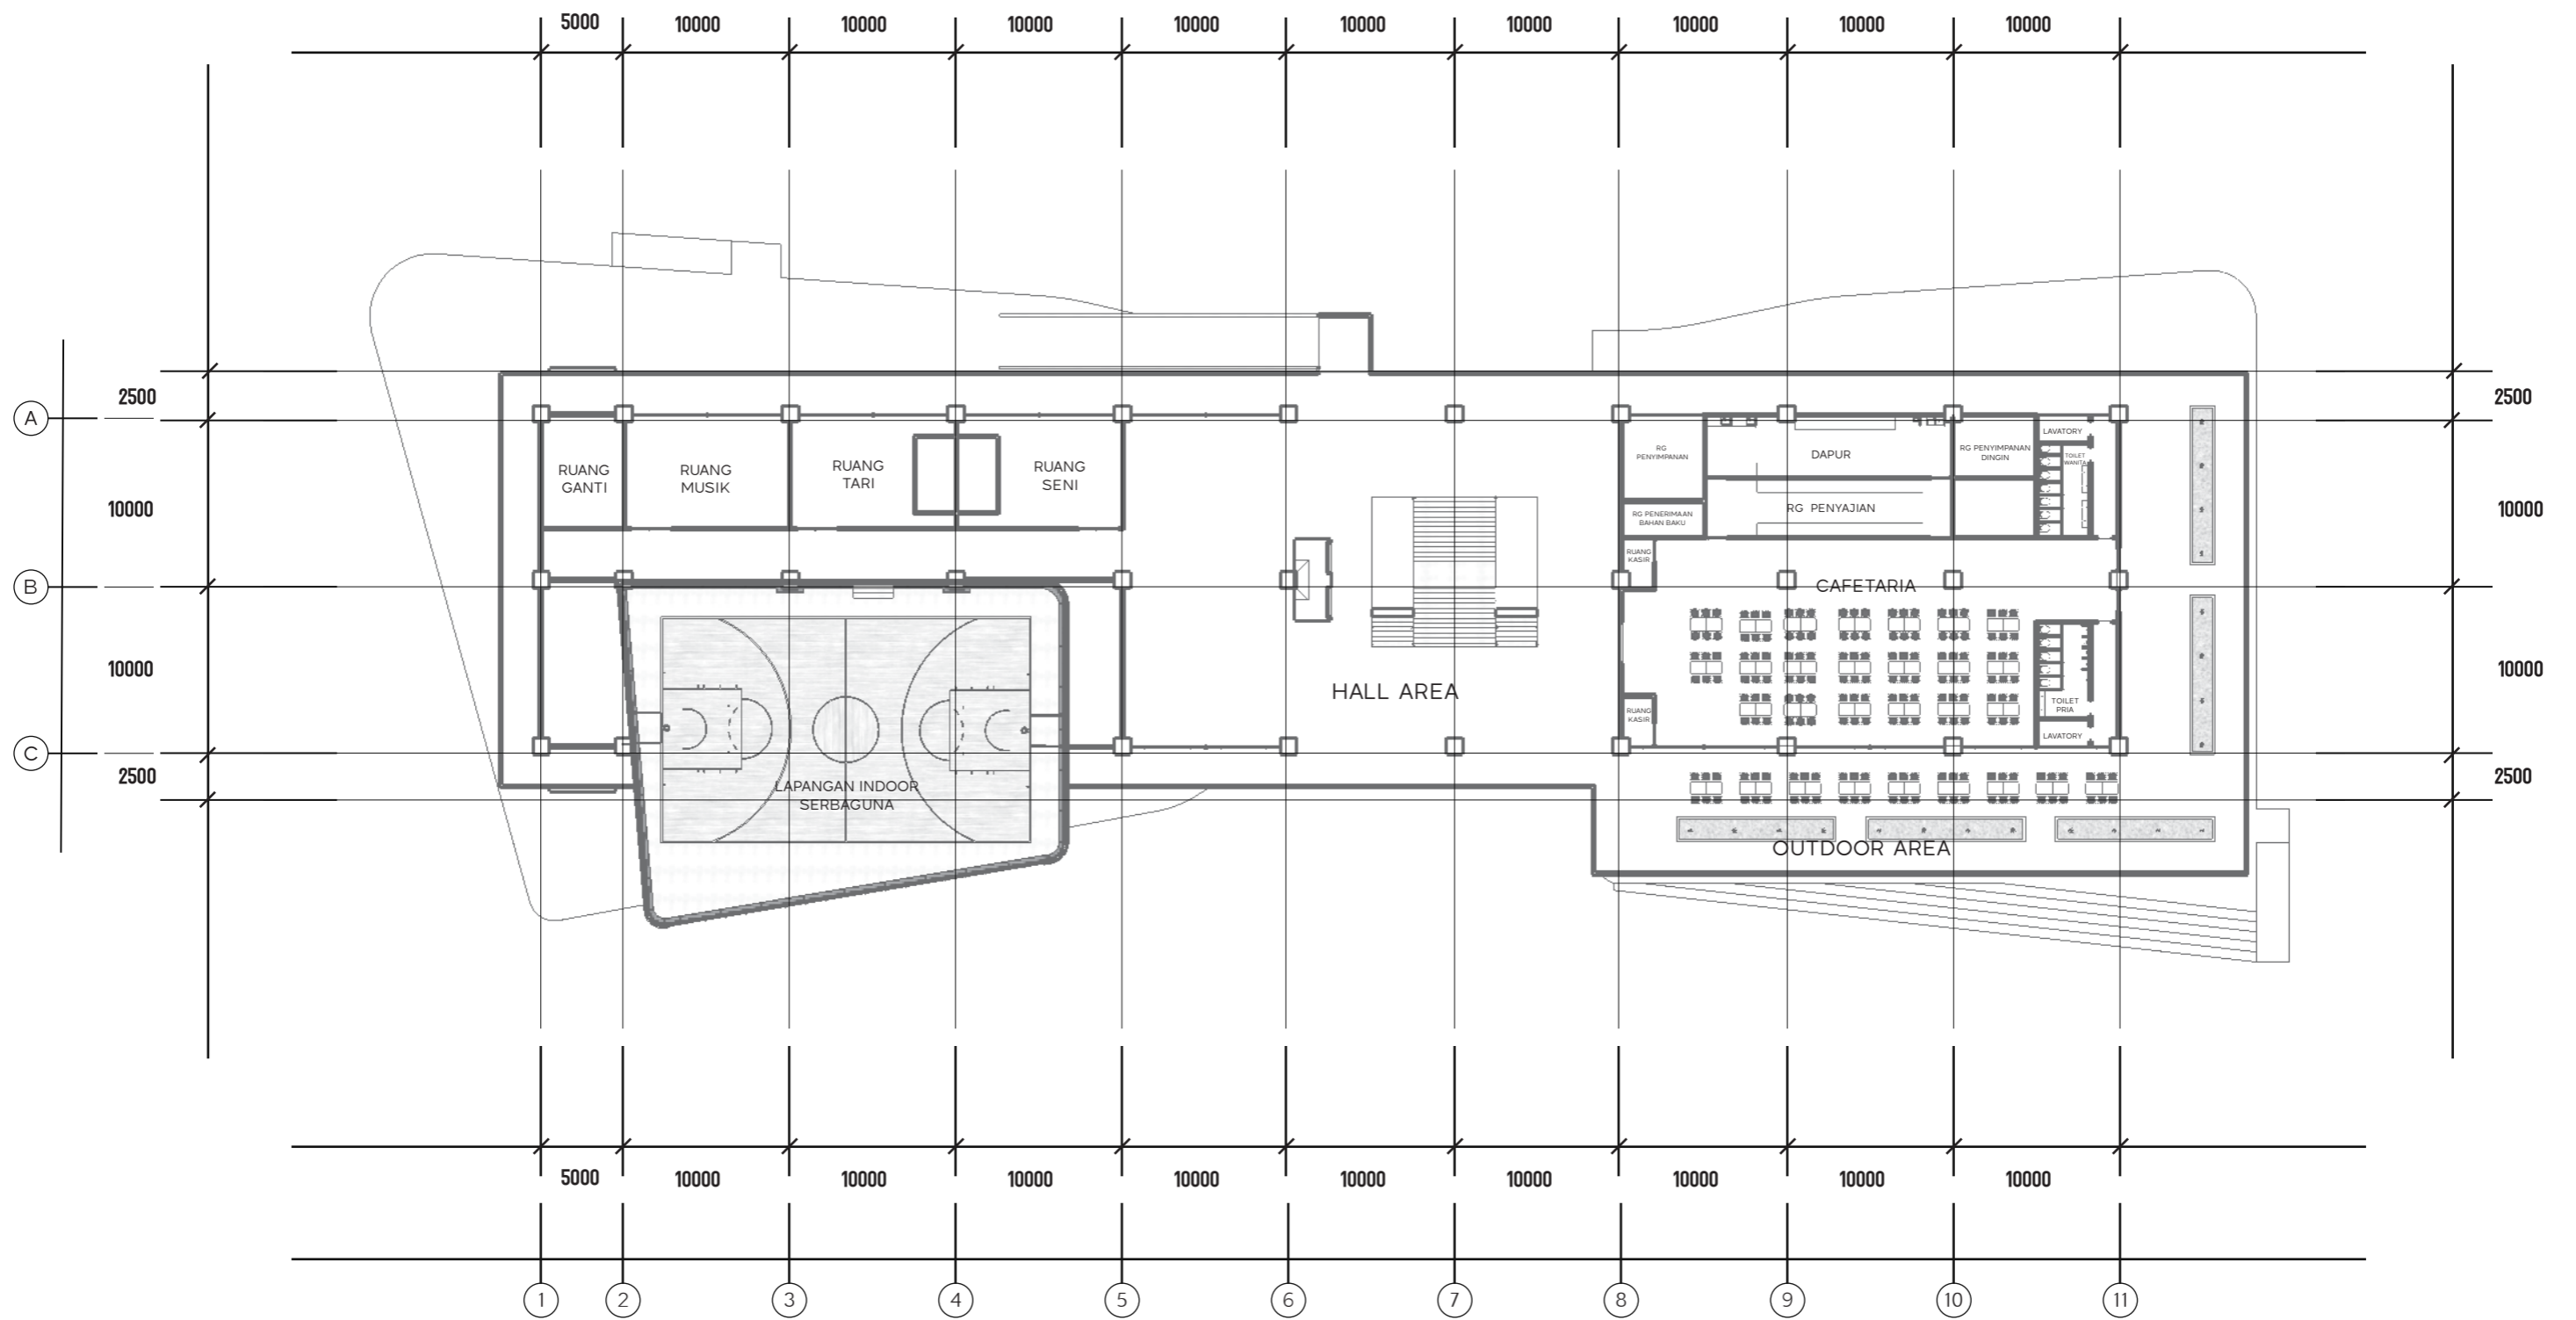 5000 10000 10000 10000 10000 10000 10000 10000 10000 10000
2500 2500
A
10000 10000
B
10000 10000
C
2500 2500
RUANG
GANTI
RUANG
MUSIK
RUANG
TARI
RUANG
SENI
RG
PENYIMPANAN
DAPUR
RG PENYIMPANAN
DINGIN
LAVATORY
TOILET
WANITA
RG PENYAJIAN
RG PENERIMAAN
BAHAN BAKU
RUANG
KASIR
CAFETARIA
HALL AREA
RUANG
KASIR
TOILET
PRIA
LAVATORY
LAPANGAN INDOOR
SERBAGUNA
OUTDOOR AREA
5000 10000 10000 10000 10000 10000 10000 10000 10000 10000
1 2 3 4 5 6 7 8 9 10 11